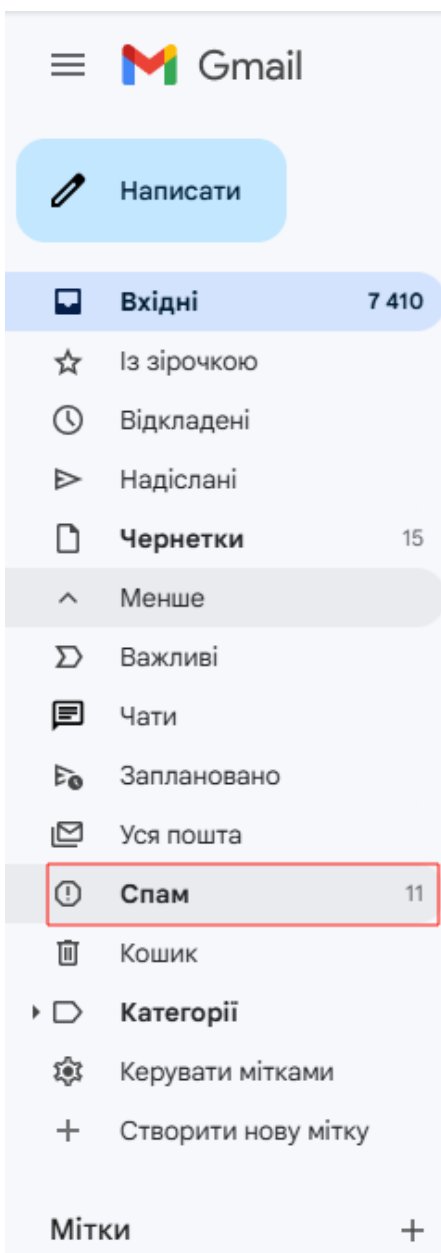 Gmail
Написати
Вхідні 7 410
Із зірочкою
Відкладені
Надіслані
Чернетки 15
Менше
Важливі
Чати
Заплановано
Уся пошта
Спам 11
Кошик
Категорії
Керувати мітками
Створити нову мітку
Мітки